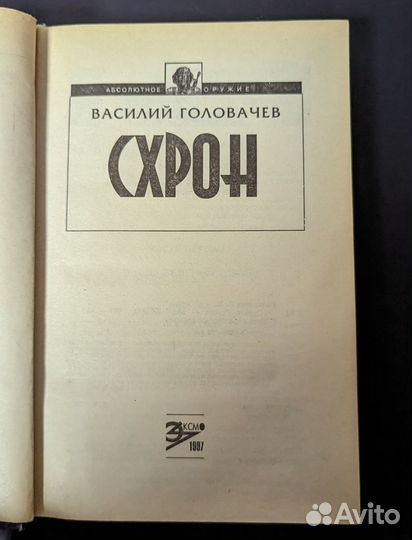 АБСОЛЮТНОЕ ОРУЖИЕ
ВАСИЛИЙ ГОЛОВАЧЕВ
СХРОН
ЭКСМО
1997
Avito